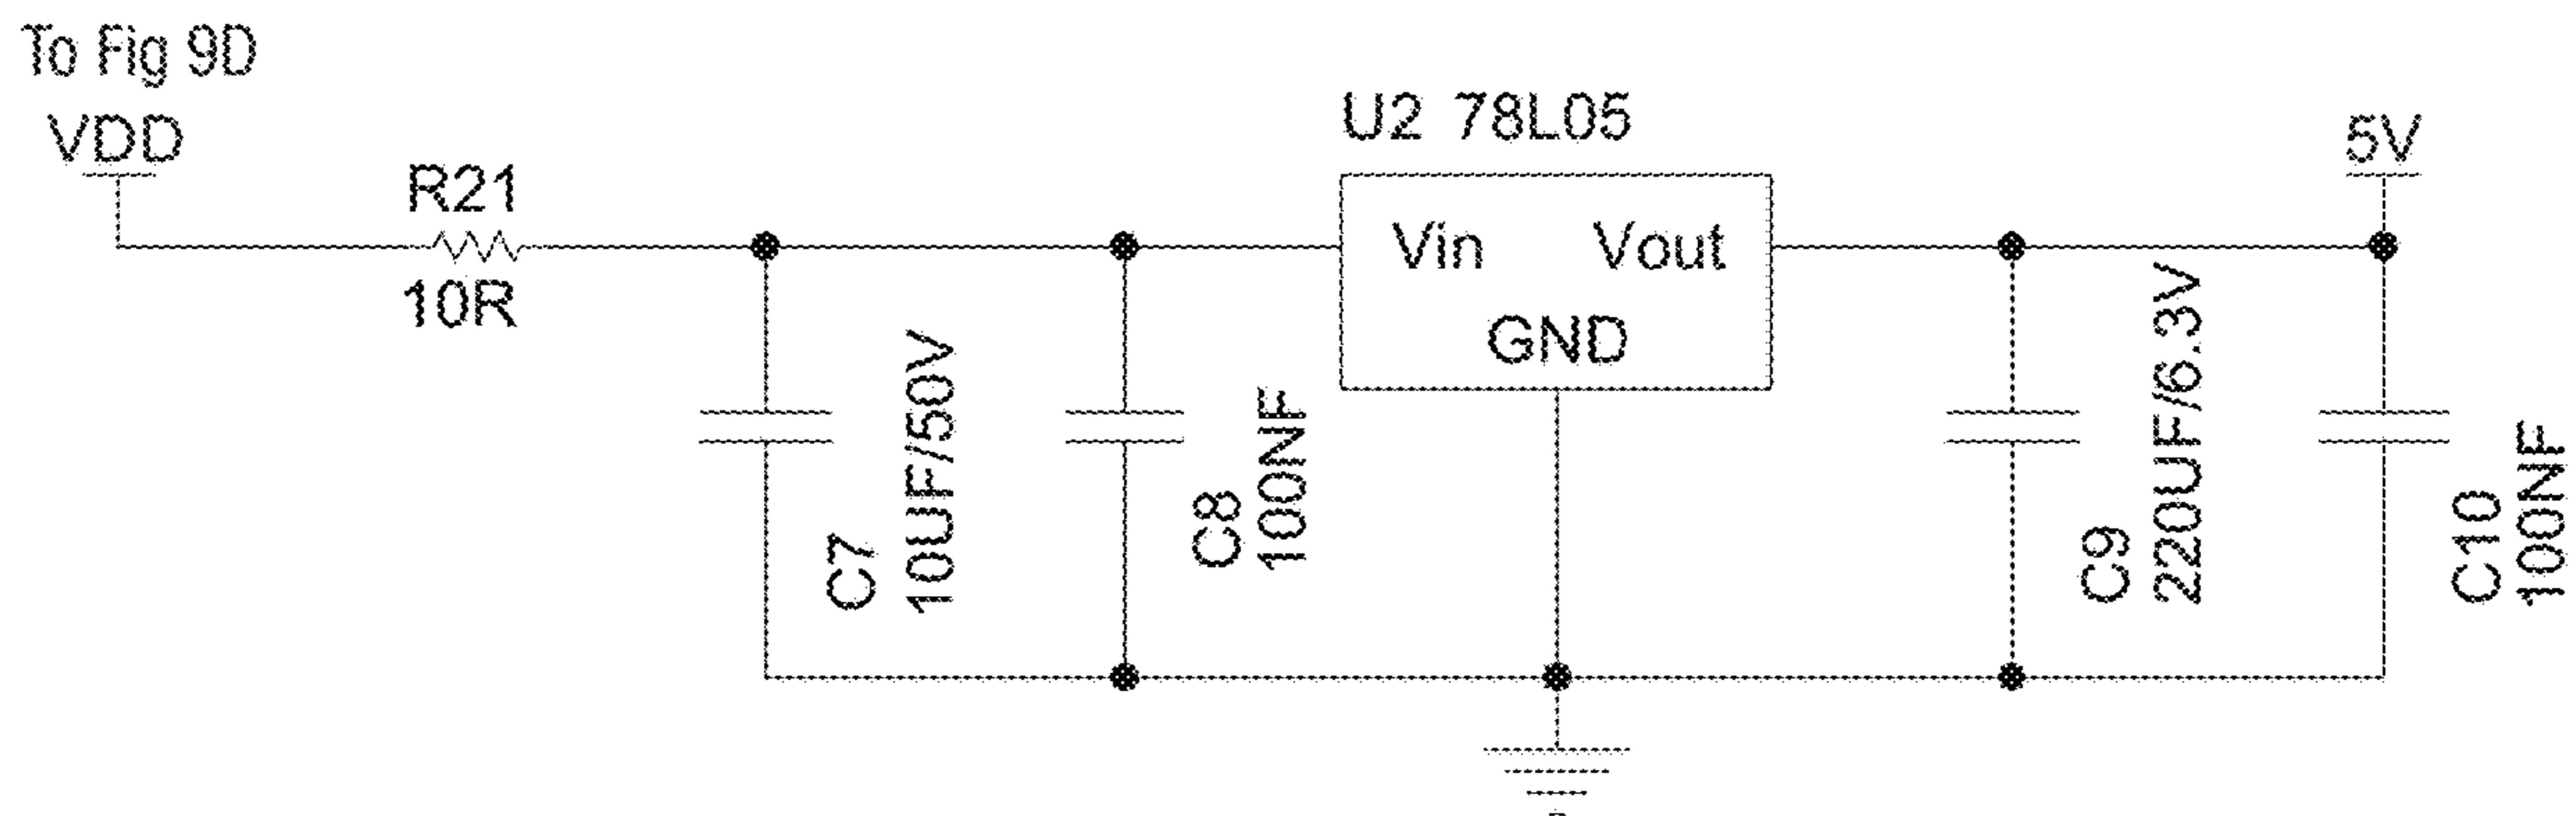 To Fig 9D
VDD
R21
10R
C7
10UF/50V
C8
100NF
U2 78L05
Vin Vout
GND
5V
C9
220UF/6.3V
C10
100NF